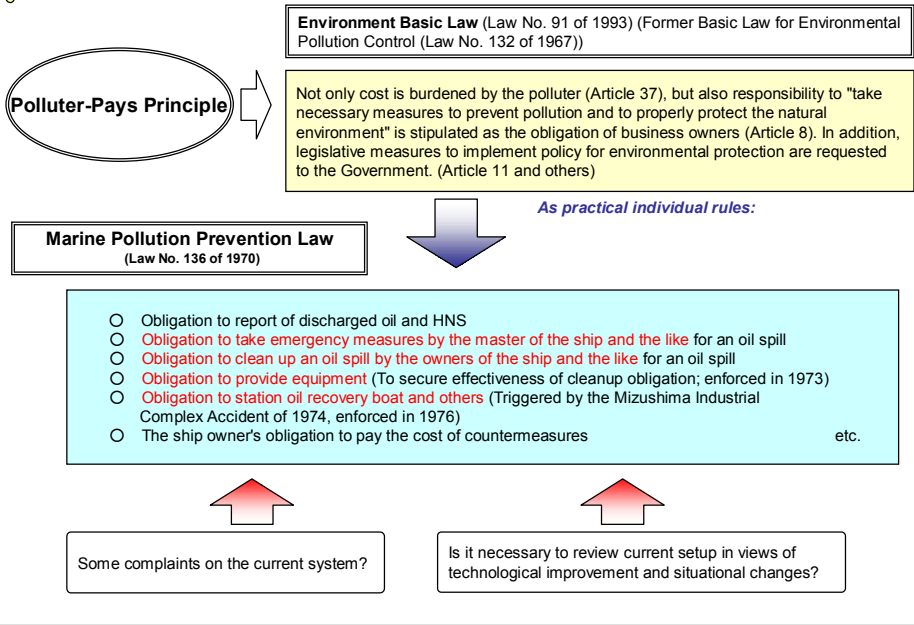 Environment Basic Law (Law No. 91 of 1993) (Former Basic Law for Environmental
Pollution Control (Law No. 132 of 1967))
Polluter-Pays Principle
Not only cost is burdened by the polluter (Article 37), but also responsibility to "take
necessary measures to prevent pollution and to properly protect the natural
environment" is stipulated as the obligation of business owners (Article 8). In addition,
legislative measures to implement policy for environmental protection are requested
to the Government. (Article 11 and others)
As practical individual rules:
Marine Pollution Prevention Law
(Law No. 136 of 1970)
○ Obligation to report of discharged oil and HNS
○ Obligation to take emergency measures by the master of the ship and the like for an oil spill
○ Obligation to clean up an oil spill by the owners of the ship and the like for an oil spill
○ Obligation to provide equipment (To secure effectiveness of cleanup obligation; enforced in 1973)
○ Obligation to station oil recovery boat and others (Triggered by the Mizushima Industrial
Complex Accident of 1974, enforced in 1976)
○ The ship owner's obligation to pay the cost of countermeasures etc.
Some complaints on the current system?
Is it necessary to review current setup in views of
technological improvement and situational changes?